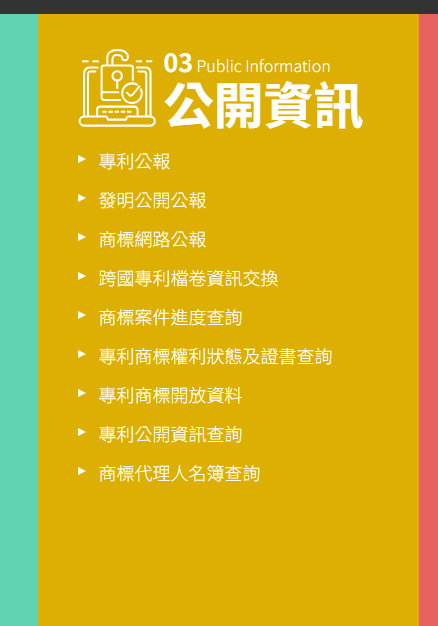 03 Public Information
公開資訊
專利公報
發明公開公報
商標網路公報
跨國專利檔卷資訊交換
商標案件進度查詢
專利商標權利狀態及證書查詢
專利商標開放資料
專利公開資訊查詢
商標代理人名簿查詢